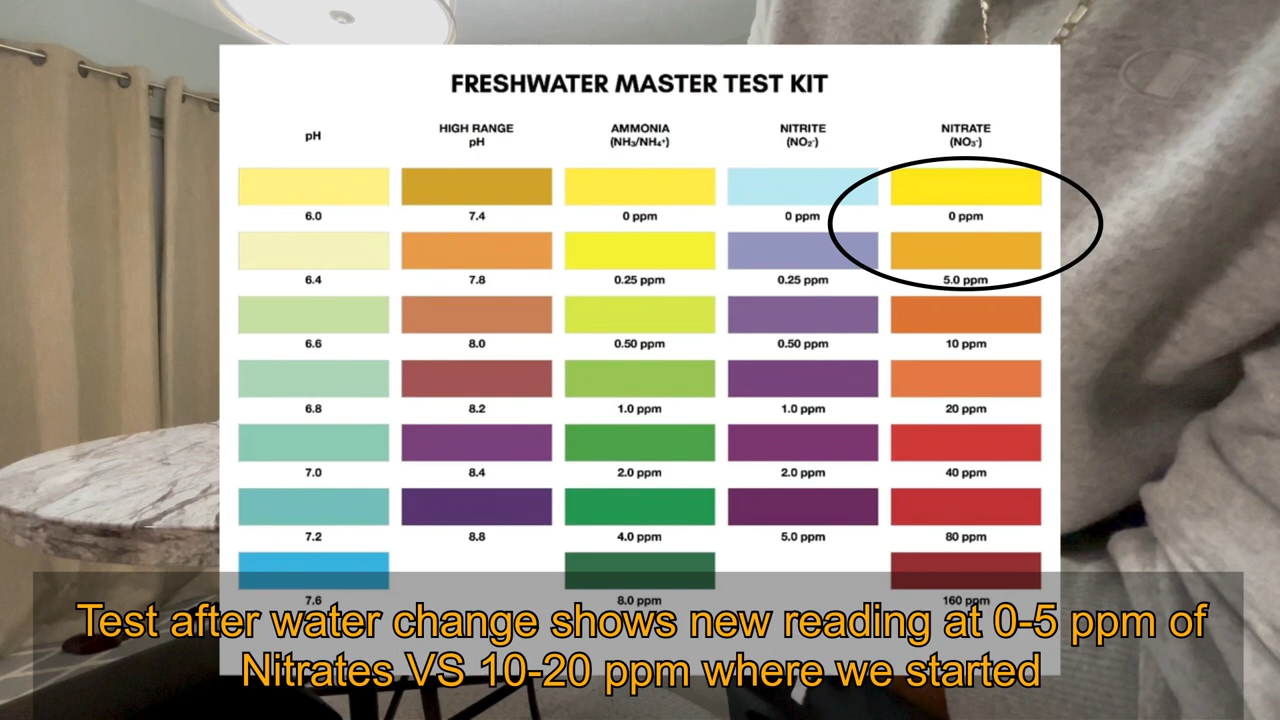 FRESHWATER MASTER TEST KIT
pH
HIGH RANGE
pH
AMMONIA
(NH₃/NH₄⁺)
NITRITE
(NO₂⁻)
NITRATE
(NO₃⁻)
6.0 7.4 0 ppm 0 ppm 0 ppm
6.4 7.8 0.25 ppm 0.25 ppm 5.0 ppm
6.6 8.0 0.50 ppm 0.50 ppm 10 ppm
6.8 8.2 1.0 ppm 1.0 ppm 20 ppm
7.0 8.4 2.0 ppm 2.0 ppm 40 ppm
7.2 8.8 4.0 ppm 5.0 ppm 80 ppm
7.6 8.0 ppm 160 ppm
Test after water change shows new reading at 0-5 ppm of
Nitrates VS 10-20 ppm where we started